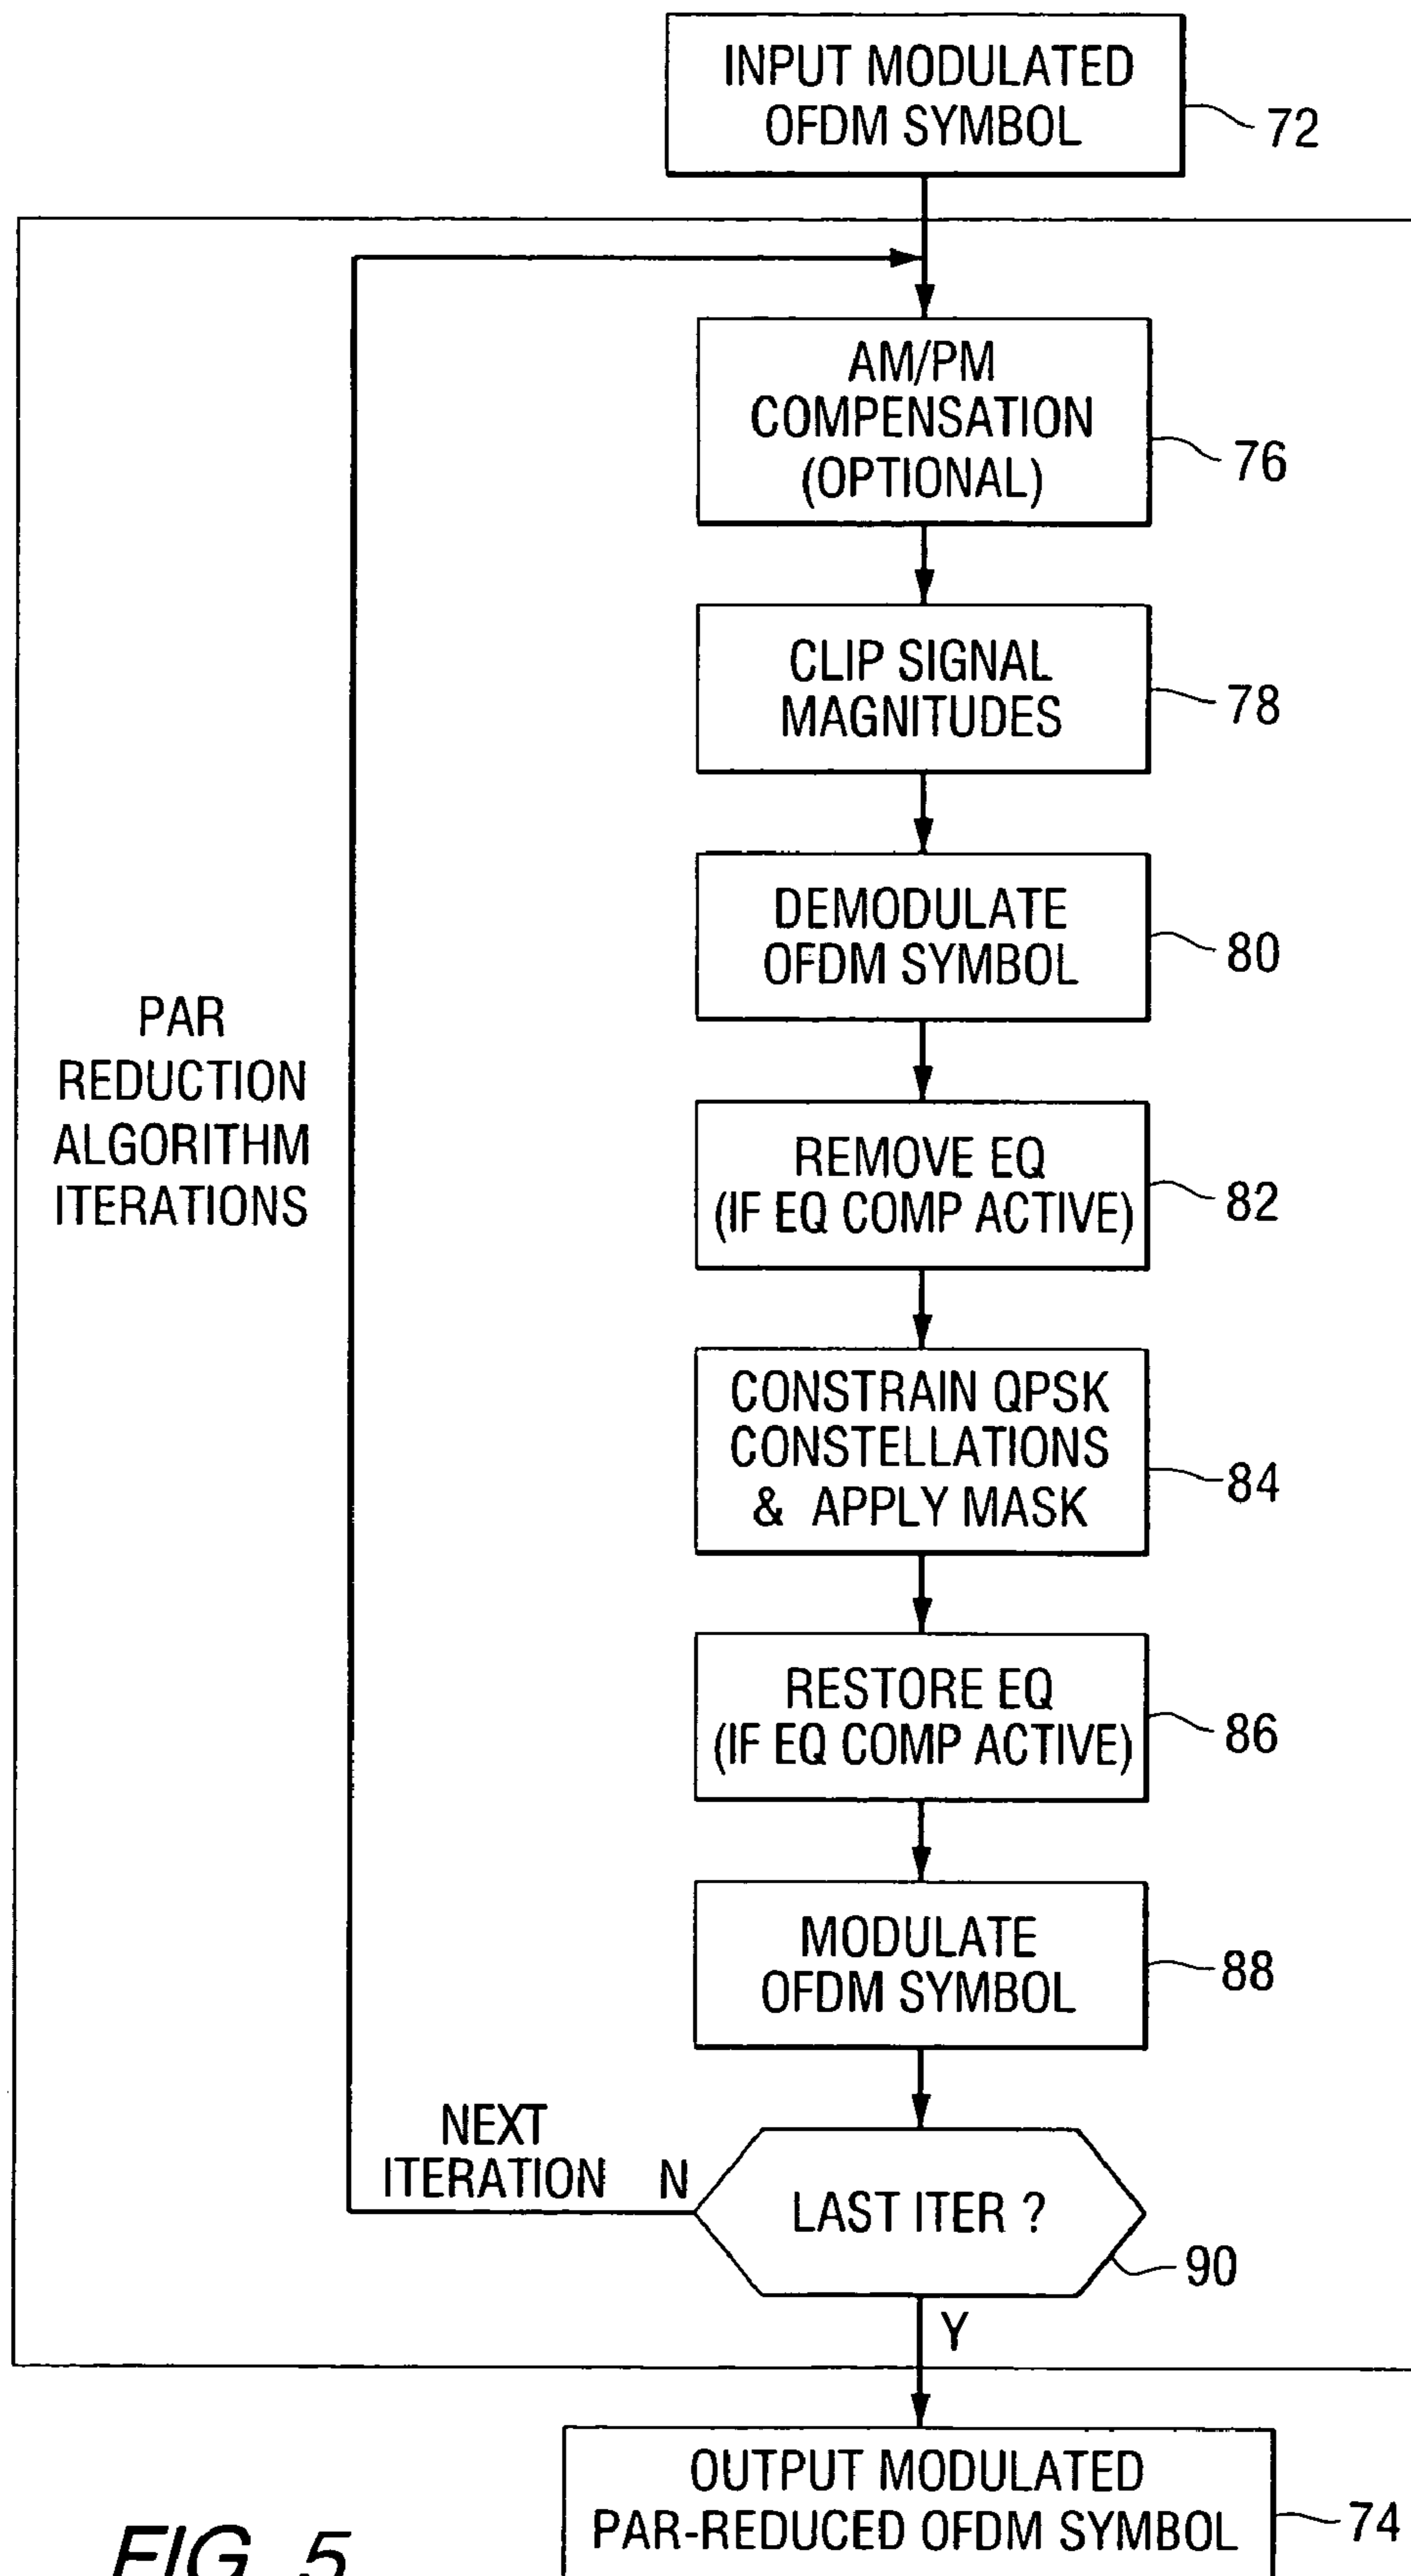 INPUT MODULATED
OFDM SYMBOL
72
AM/PM
COMPENSATION
(OPTIONAL)
76
CLIP SIGNAL
MAGNITUDES
78
DEMODULATE
OFDM SYMBOL
80
PAR
REDUCTION
ALGORITHM
ITERATIONS
REMOVE EQ
(IF EQ COMP ACTIVE)
82
CONSTRAIN QPSK
CONSTELLATIONS
& APPLY MASK
84
RESTORE EQ
(IF EQ COMP ACTIVE)
86
MODULATE
OFDM SYMBOL
88
NEXT
ITERATION N
LAST ITER ?
90
Y
OUTPUT MODULATED
PAR-REDUCED OFDM SYMBOL
74
FIG. 5